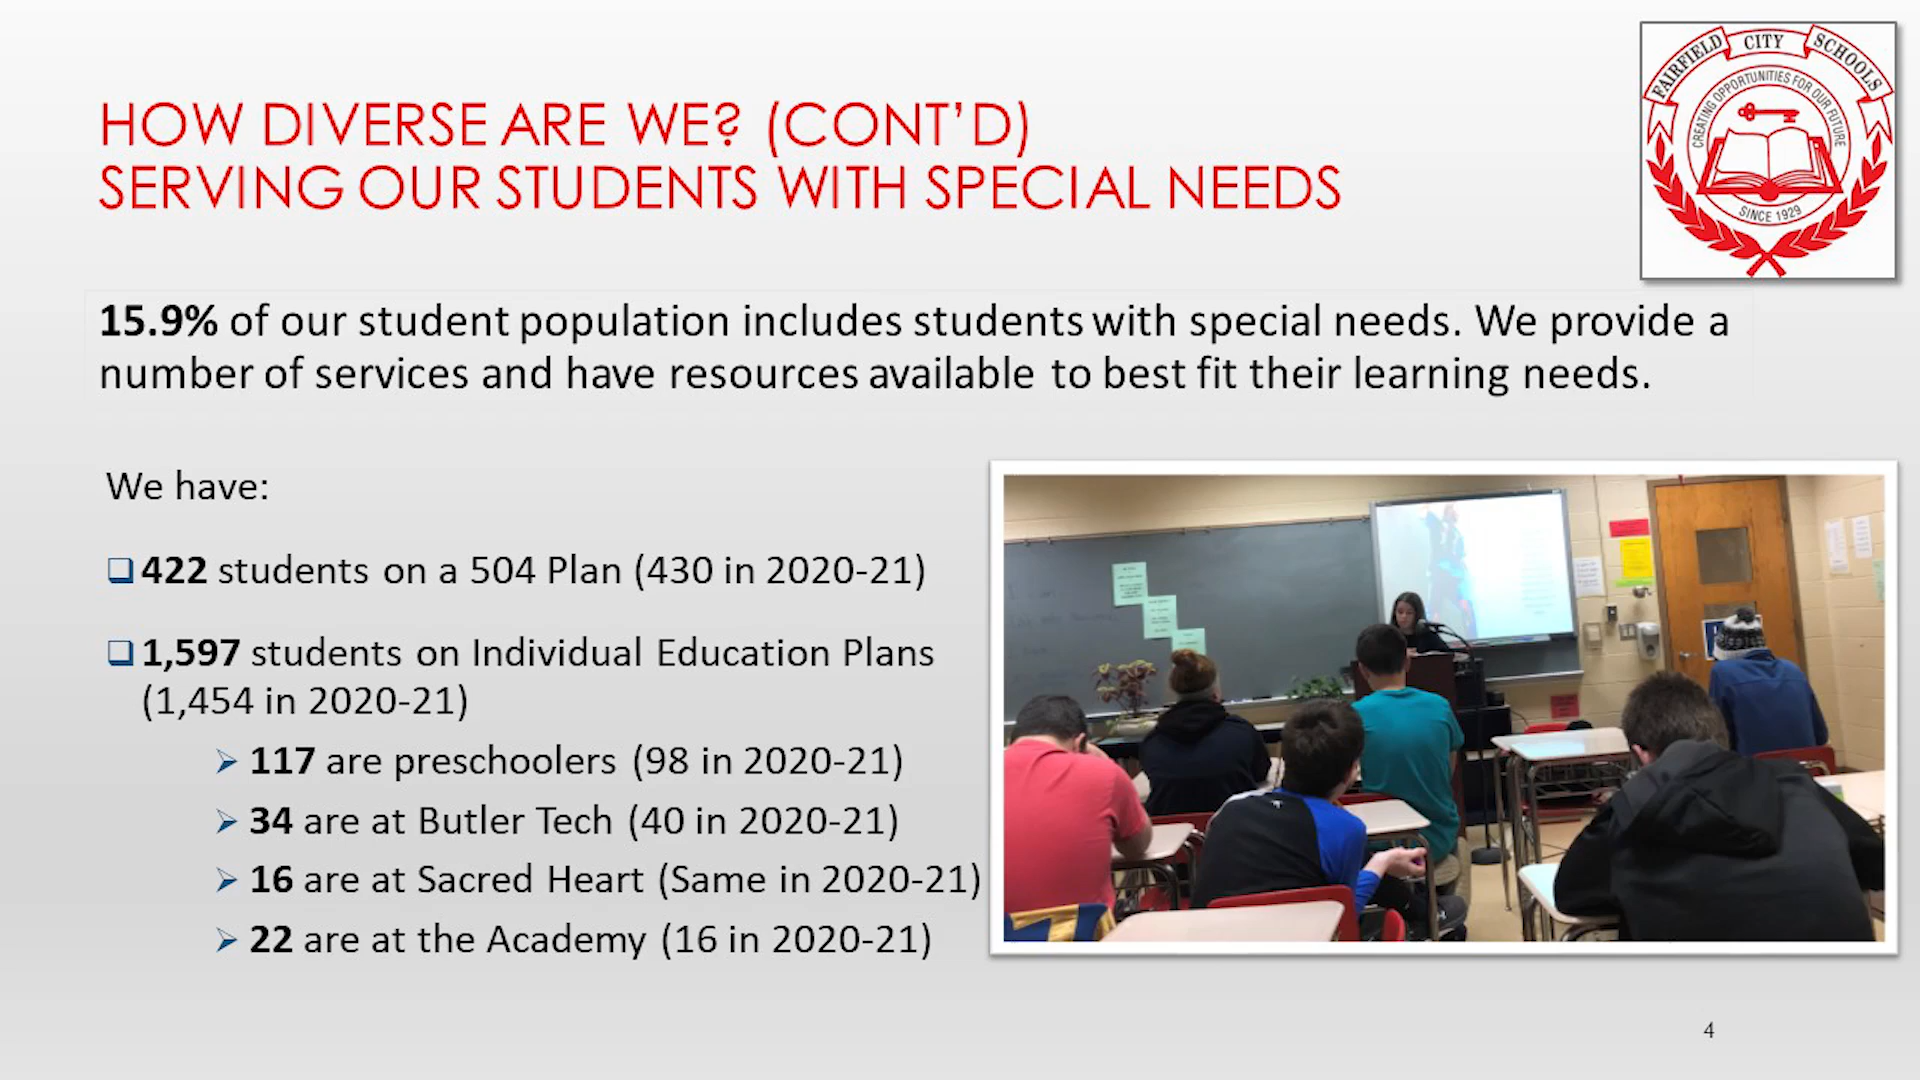 FAIRFIELD CITY SCHOOLS
CREATING OPPORTUNITIES FOR OUR FUTURE
SINCE 1929
HOW DIVERSE ARE WE? (CONT’D)
SERVING OUR STUDENTS WITH SPECIAL NEEDS
15.9% of our student population includes students with special needs. We provide a
number of services and have resources available to best fit their learning needs.
We have:
422 students on a 504 Plan (430 in 2020-21)
1,597 students on Individual Education Plans
(1,454 in 2020-21)
117 are preschoolers (98 in 2020-21)
34 are at Butler Tech (40 in 2020-21)
16 are at Sacred Heart (Same in 2020-21)
22 are at the Academy (16 in 2020-21)
4